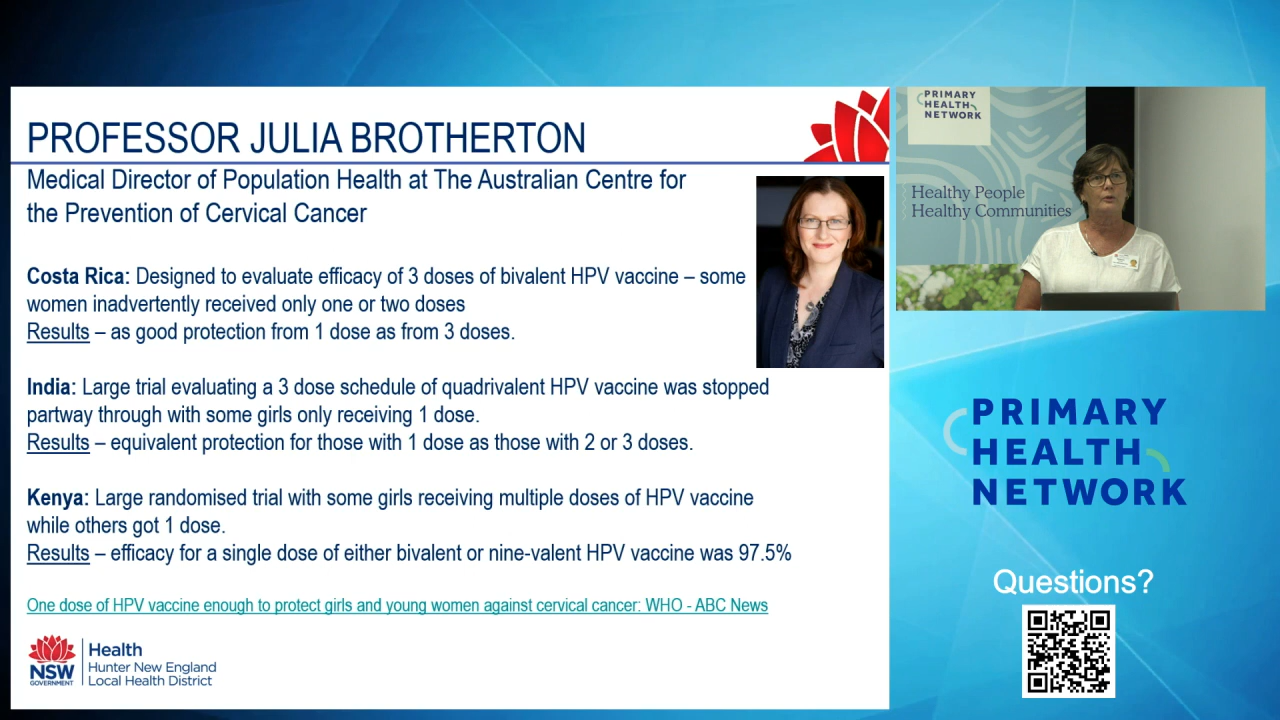 PROFESSOR JULIA BROTHERTON
Medical Director of Population Health at The Australian Centre for
the Prevention of Cervical Cancer
Costa Rica: Designed to evaluate efficacy of 3 doses of bivalent HPV vaccine – some
women inadvertently received only one or two doses
Results – as good protection from 1 dose as from 3 doses.
India: Large trial evaluating a 3 dose schedule of quadrivalent HPV vaccine was stopped
partway through with some girls only receiving 1 dose.
Results – equivalent protection for those with 1 dose as those with 2 or 3 doses.
Kenya: Large randomised trial with some girls receiving multiple doses of HPV vaccine
while others got 1 dose.
Results – efficacy for a single dose of either bivalent or nine-valent HPV vaccine was 97.5%
One dose of HPV vaccine enough to protect girls and young women against cervical cancer: WHO - ABC News
NSW
GOVERNMENT
Health
Hunter New England
Local Health District
PRIMARY
HEALTH
NETWORK
Healthy People
Healthy Communities
PRIMARY
HEALTH
NETWORK
Questions?